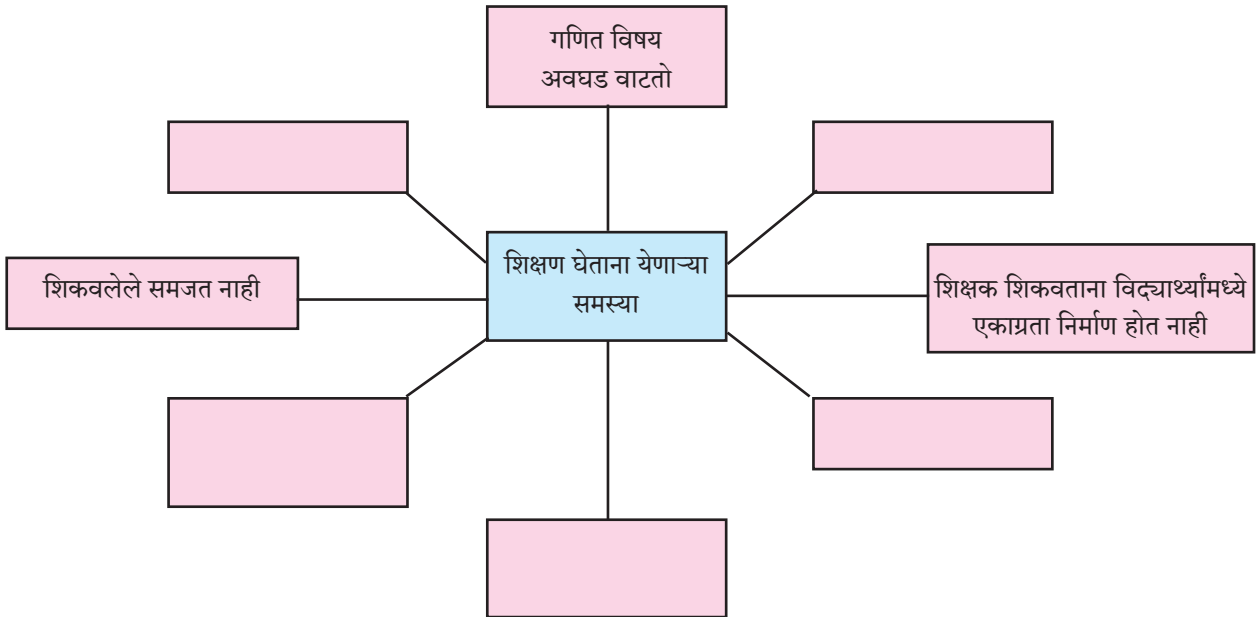 गणित विषय
अवघड वाटतो
शिक्षण घेताना येणाऱ्या
समस्या
शिकवलेले समजत नाही
शिक्षक शिकवताना विद्यार्थ्यांमध्ये
एकाग्रता निर्माण होत नाही